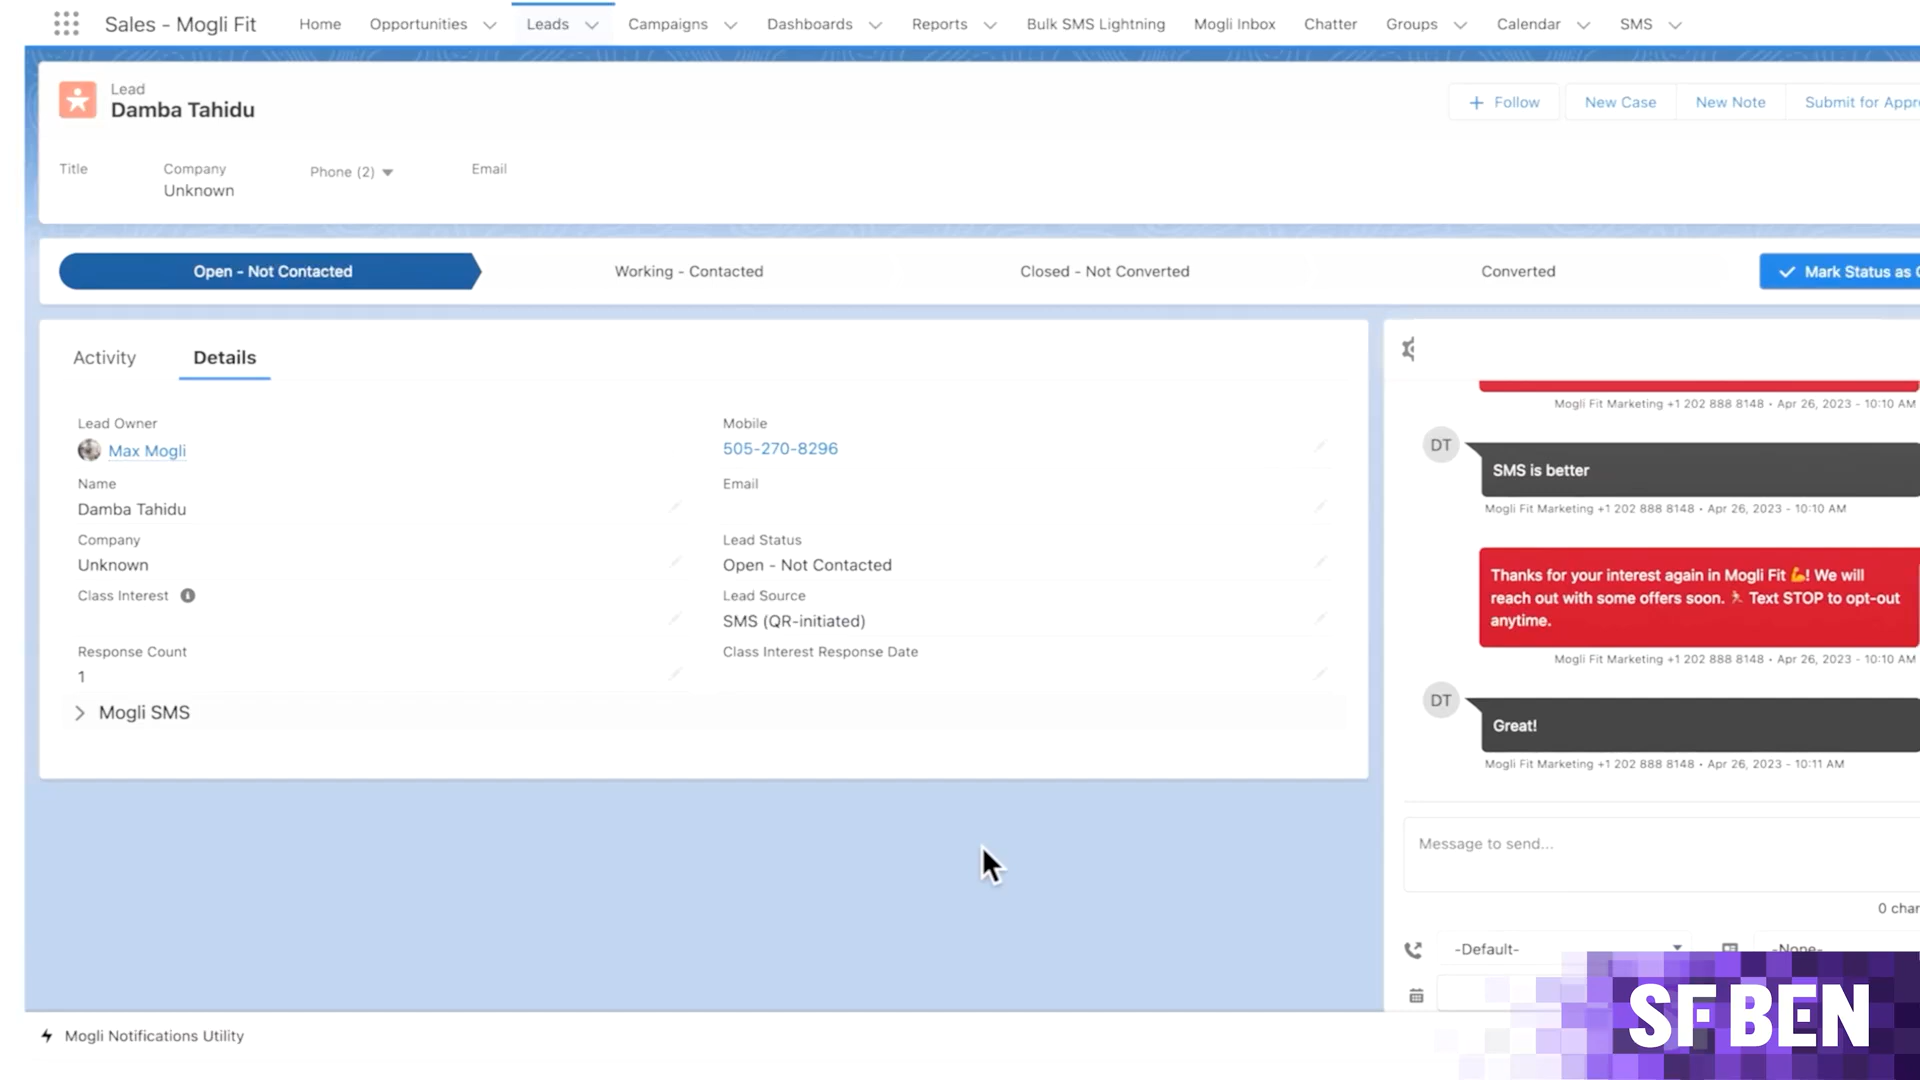 Sales - Mogli Fit Home Opportunities Leads Campaigns Dashboards Reports Bulk SMS Lightning Mogli Inbox Chatter Groups Calendar SMS
Lead
Damba Tahidu
+ Follow New Case New Note Submit for Appr
Title Company Phone (2) Email
Unknown
Open - Not Contacted Working - Contacted Closed - Not Converted Converted Mark Status as
Activity Details
Lead Owner
Max Mogli
Mobile
505-270-8296
Name
Damba Tahidu
Email
Company
Unknown
Lead Status
Open - Not Contacted
Class Interest
Lead Source
SMS (QR-initiated)
Response Count
1
Class Interest Response Date
Mogli SMS
Mogli Fit Marketing +1 202 888 8148 • Apr 26, 2023 - 10:10 AM
DT
SMS is better
Mogli Fit Marketing +1 202 888 8148 • Apr 26, 2023 - 10:10 AM
Thanks for your interest again in Mogli Fit 💪! We will
reach out with some offers soon. 🏃 Text STOP to opt-out
anytime.
Mogli Fit Marketing +1 202 888 8148 • Apr 26, 2023 - 10:10 AM
DT
Great!
Mogli Fit Marketing +1 202 888 8148 • Apr 26, 2023 - 10:11 AM
Message to send...
0 char
-Default- -None-
SF BEN
Mogli Notifications Utility